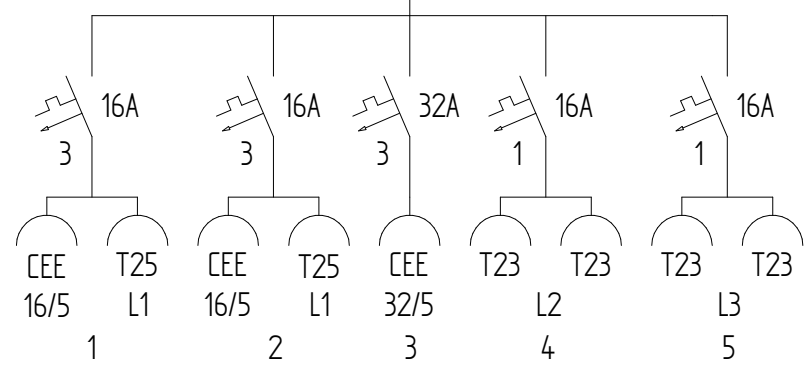 16A 16A 32A 16A 16A
3 3 3 1 1
CEE T25 CEE T25 CEE T23 T23 T23 T23
16/5 L1 16/5 L1 32/5 L2 L3
1 2 3 4 5